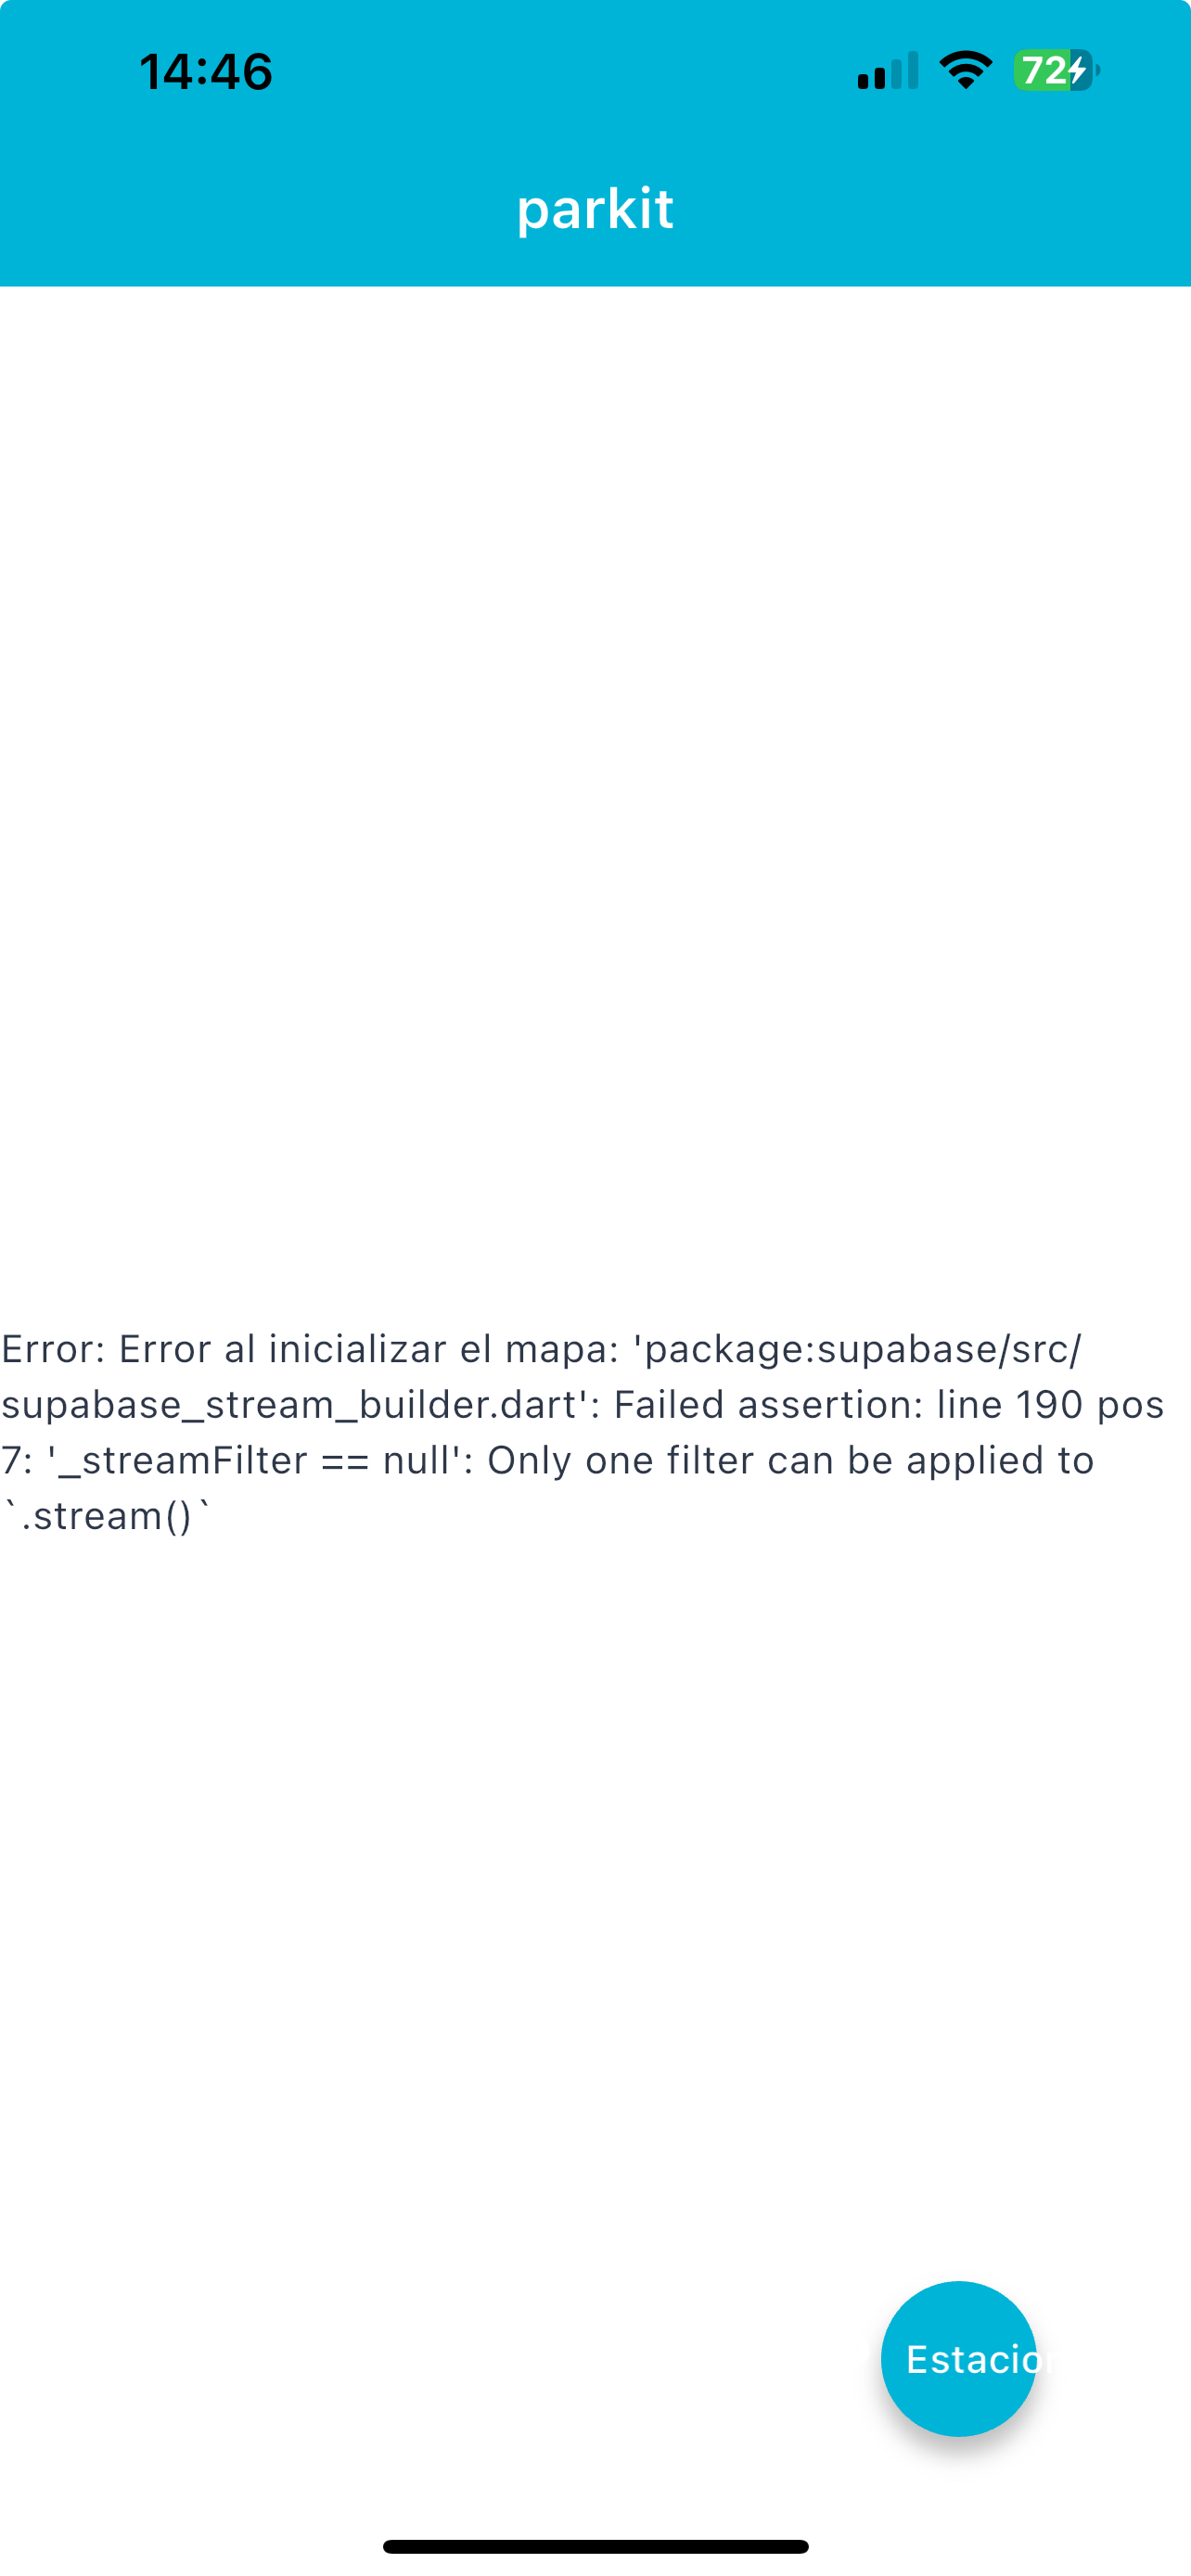 14:46
72
parkit
Error: Error al inicializar el mapa: 'package:supabase/src/
supabase_stream_builder.dart': Failed assertion: line 190 pos
7: '_streamFilter == null': Only one filter can be applied to
`.stream()`
Estacion